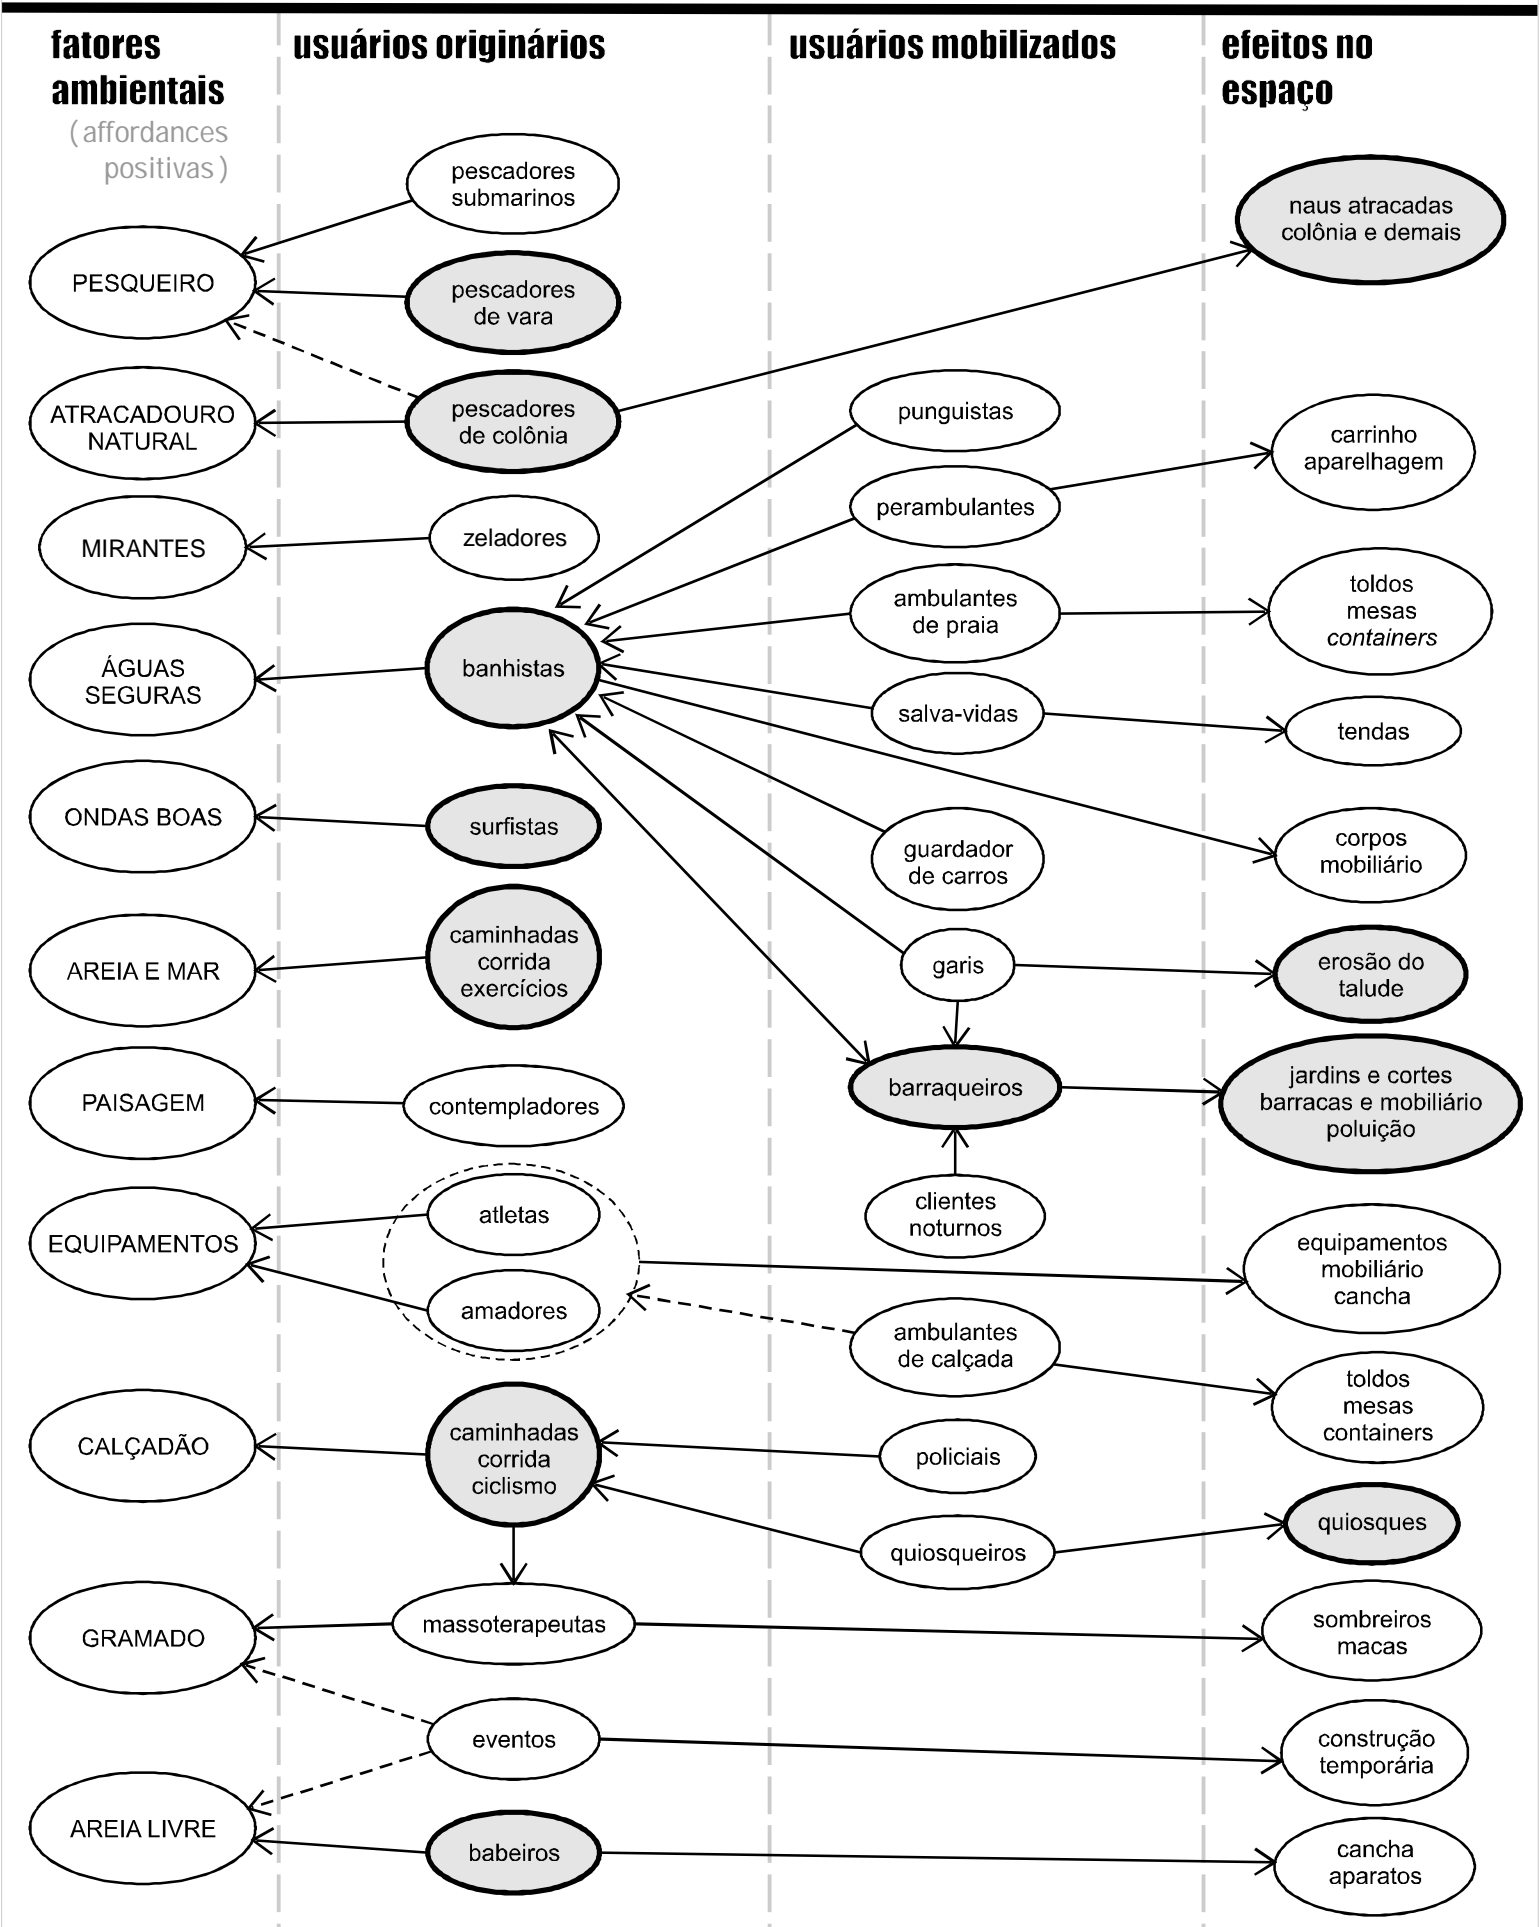 fatores
ambientais
(affordances
positivas)
usuários originários
usuários mobilizados
efeitos no
espaço
PESQUEIRO
ATRACADOURO
NATURAL
MIRANTES
ÁGUAS
SEGURAS
ONDAS BOAS
AREIA E MAR
PAISAGEM
EQUIPAMENTOS
CALÇADÃO
GRAMADO
AREIA LIVRE
pescadores
submarinos
pescadores
de vara
pescadores
de colônia
zeladores
banhistas
surfistas
caminhadas
corrida
exercícios
contempladores
atletas
amadores
caminhadas
corrida
ciclismo
massoterapeutas
eventos
babeiros
punguistas
perambulantes
ambulantes
de praia
salva-vidas
guardador
de carros
garis
barraqueiros
clientes
noturnos
ambulantes
de calçada
policiais
quiosqueiros
naus atracadas
colônia e demais
carrinho
aparelhagem
toldos
mesas
containers
tendas
corpos
mobiliário
erosão do
talude
jardins e cortes
barracas e mobiliário
poluição
equipamentos
mobiliário
cancha
toldos
mesas
containers
quiosques
sombreiros
macas
construção
temporária
cancha
aparatos